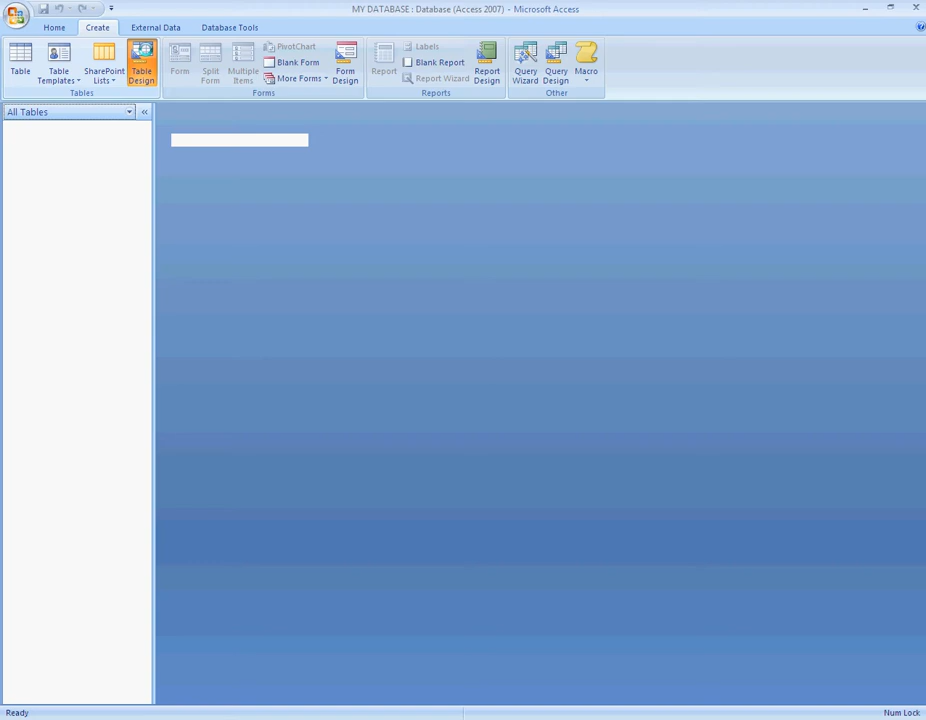 MY DATABASE : Database (Access 2007) - Microsoft Access
Home Create External Data Database Tools
Table
Table Templates
SharePoint Lists
Table Design
Tables
Form
Split Form
Multiple Items
PivotChart
Blank Form
More Forms
Form Design
Forms
Report
Labels
Blank Report
Report Wizard
Report Design
Reports
Query Wizard
Query Design
Macro
Other
All Tables
Ready
Num Lock